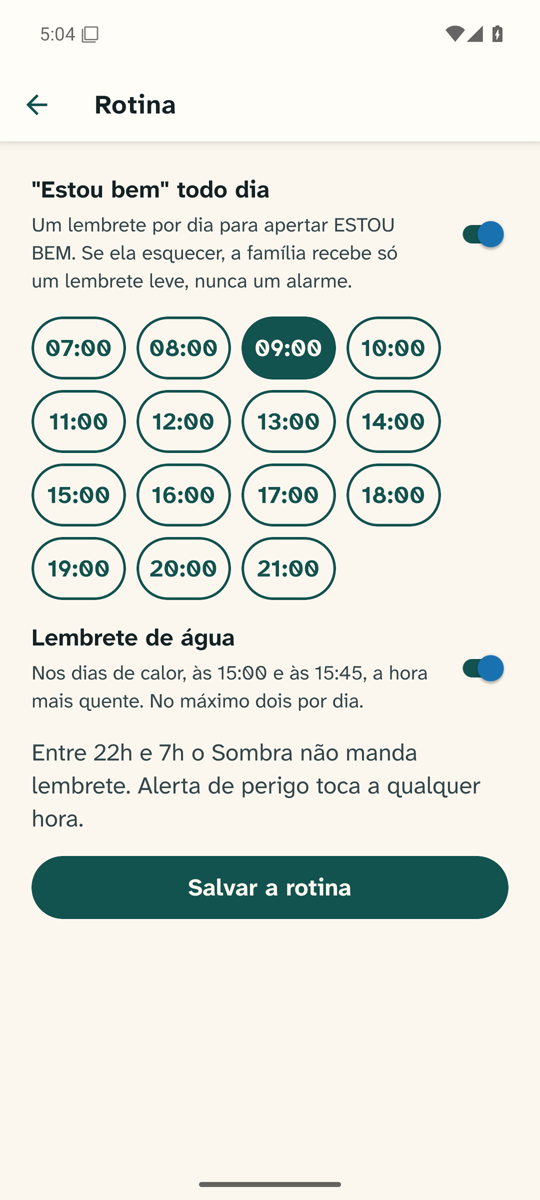 5:04
Rotina
"Estou bem" todo dia
Um lembrete por dia para apertar ESTOU
BEM. Se ela esquecer, a família recebe só
um lembrete leve, nunca um alarme.
07:00 08:00 09:00 10:00
11:00 12:00 13:00 14:00
15:00 16:00 17:00 18:00
19:00 20:00 21:00
Lembrete de água
Nos dias de calor, às 15:00 e às 15:45, a hora
mais quente. No máximo dois por dia.
Entre 22h e 7h o Sombra não manda
lembrete. Alerta de perigo toca a qualquer
hora.
Salvar a rotina